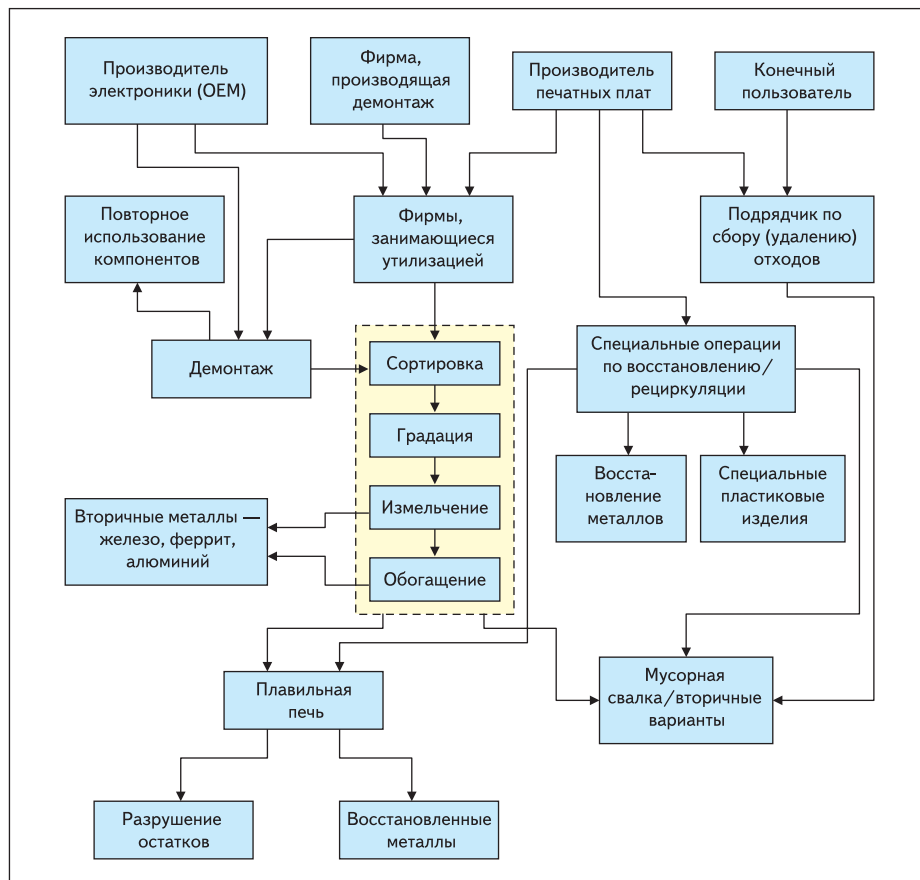 Производитель
электроники (OEM)
Фирма,
производящая
демонтаж
Производитель
печатных плат
Конечный
пользователь
Повторное
использование
компонентов
Фирмы,
занимающиеся
утилизацией
Подрядчик по
сбору (удалению)
отходов
Демонтаж
Сортировка
Специальные операции
по восстановлению/
рециркуляции
Градация
Восста-
новление
металлов
Специальные
пластиковые
изделия
Вторичные металлы —
железо, феррит,
алюминий
Измельчение
Обогащение
Плавильная
печь
Мусорная
свалка/вторичные
варианты
Разрушение
остатков
Восстановленные
металлы